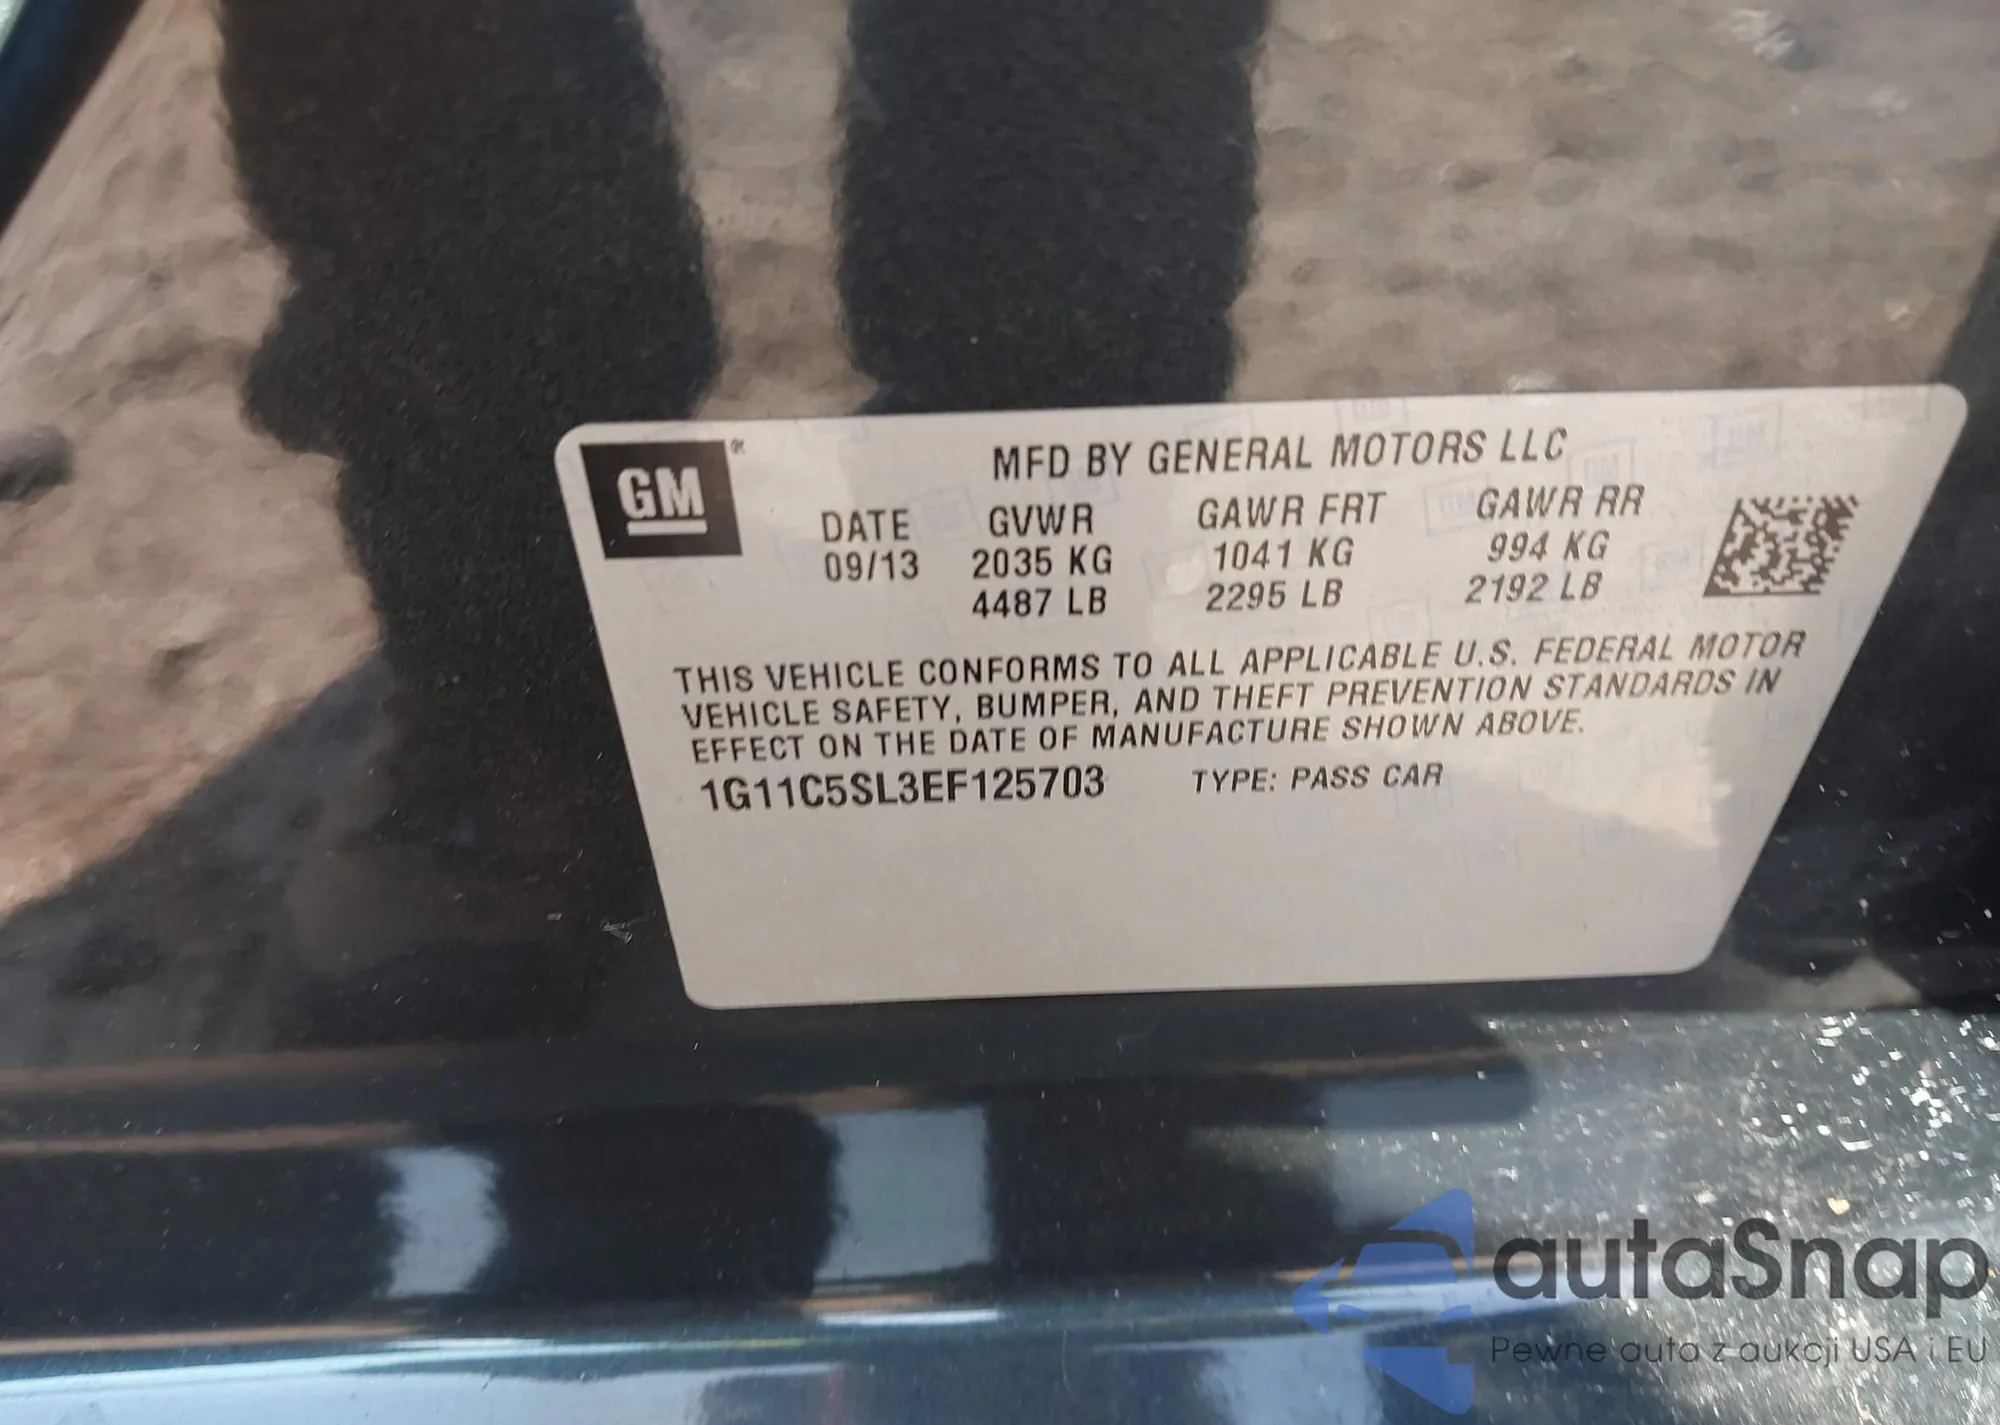 GM ®
MFD BY GENERAL MOTORS LLC
DATE GVWR GAWR FRT GAWR RR
09/13 2035 KG 1041 KG 994 KG
4487 LB 2295 LB 2192 LB
THIS VEHICLE CONFORMS TO ALL APPLICABLE U.S. FEDERAL MOTOR
VEHICLE SAFETY, BUMPER, AND THEFT PREVENTION STANDARDS IN
EFFECT ON THE DATE OF MANUFACTURE SHOWN ABOVE.
1G11C5SL3EF125703 TYPE: PASS CAR
autaSnap
Pewne auta z aukcji USA i EU